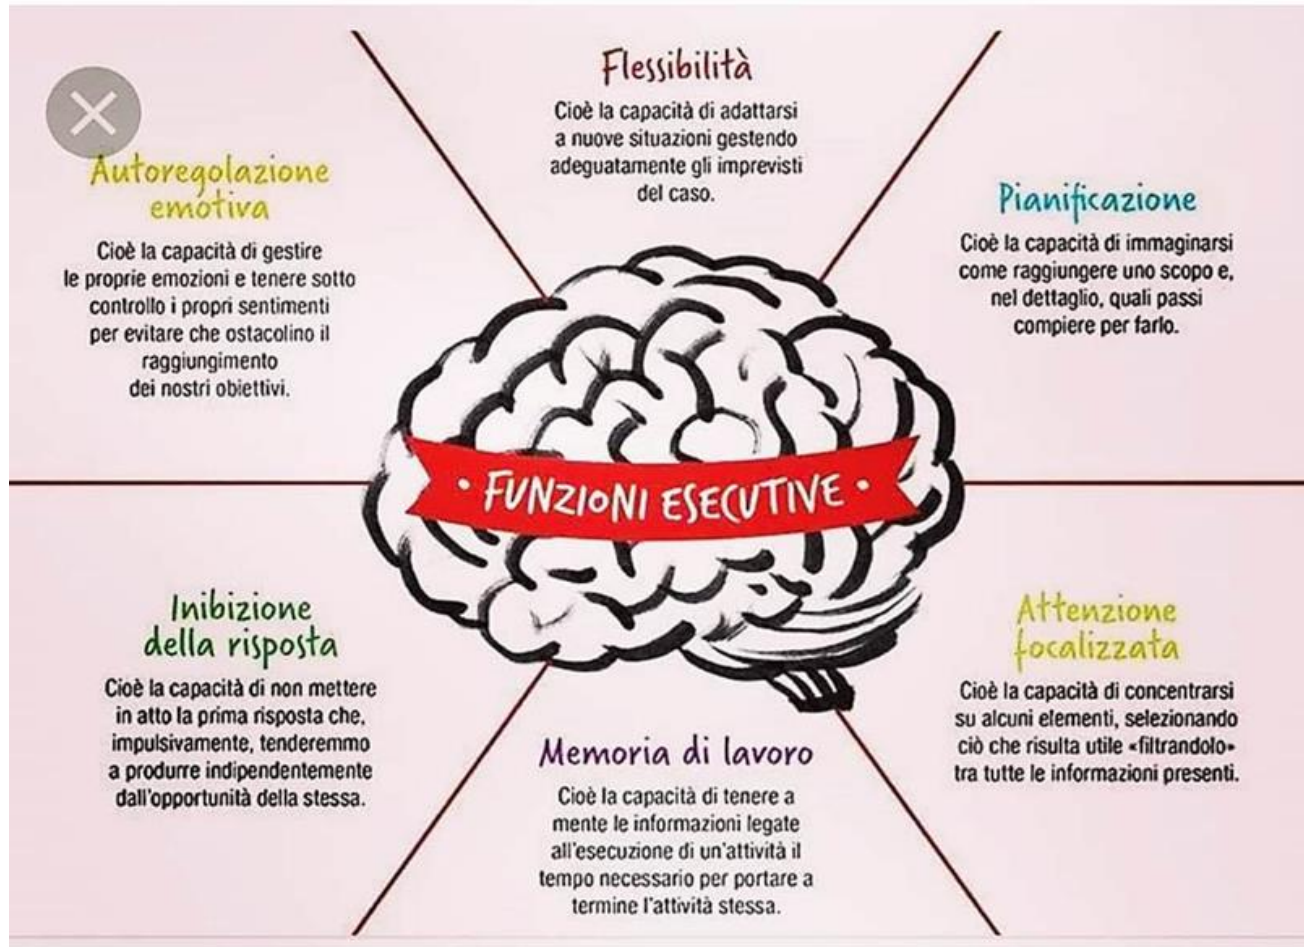 Flessibilità
Cioè la capacità di adattarsi
a nuove situazioni gestendo
adeguatamente gli imprevisti
del caso.
Autoregolazione
emotiva
Cioè la capacità di gestire
le proprie emozioni e tenere sotto
controllo i propri sentimenti
per evitare che ostacolino il
raggiungimento
dei nostri obiettivi.
Pianificazione
Cioè la capacità di immaginarsi
come raggiungere uno scopo e,
nel dettaglio, quali passi
compiere per farlo.
• FUNZIONI ESECUTIVE •
Inibizione
della risposta
Cioè la capacità di non mettere
in atto la prima risposta che,
impulsivamente, tenderemmo
a produrre indipendentemente
dall'opportunità della stessa.
Memoria di lavoro
Cioè la capacità di tenere a
mente le informazioni legate
all'esecuzione di un'attività il
tempo necessario per portare a
termine l'attività stessa.
Attenzione
focalizzata
Cioè la capacità di concentrarsi
su alcuni elementi, selezionando
ciò che risulta utile «filtrandolo»
tra tutte le informazioni presenti.